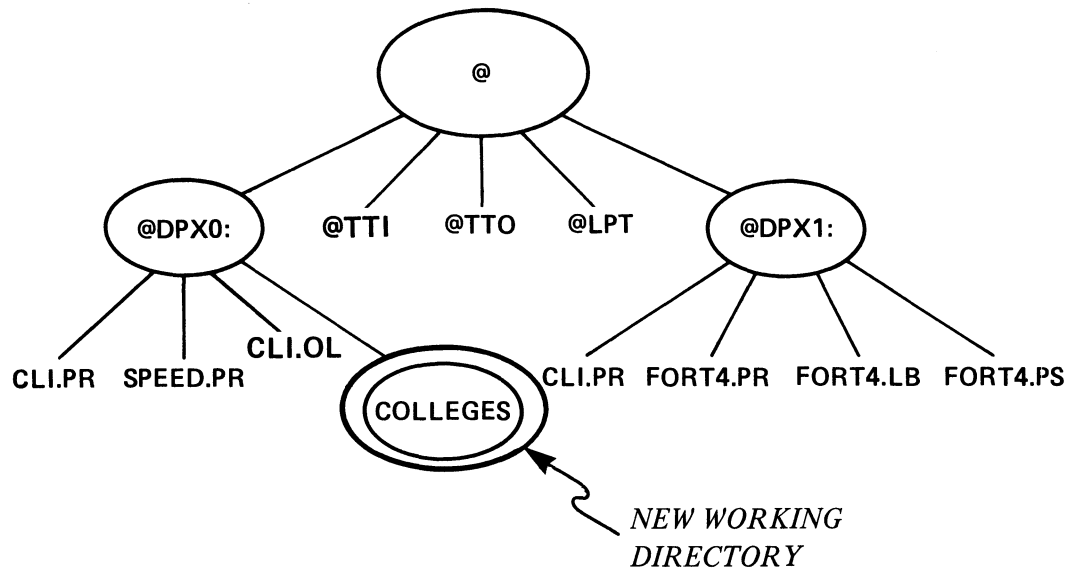 @
@DPX0:
@TTI
@TTO
@LPT
@DPX1:
CLI.PR
SPEED.PR
CLI.OL
COLLEGES
CLI.PR
FORT4.PR
FORT4.LB
FORT4.PS
NEW WORKING
DIRECTORY